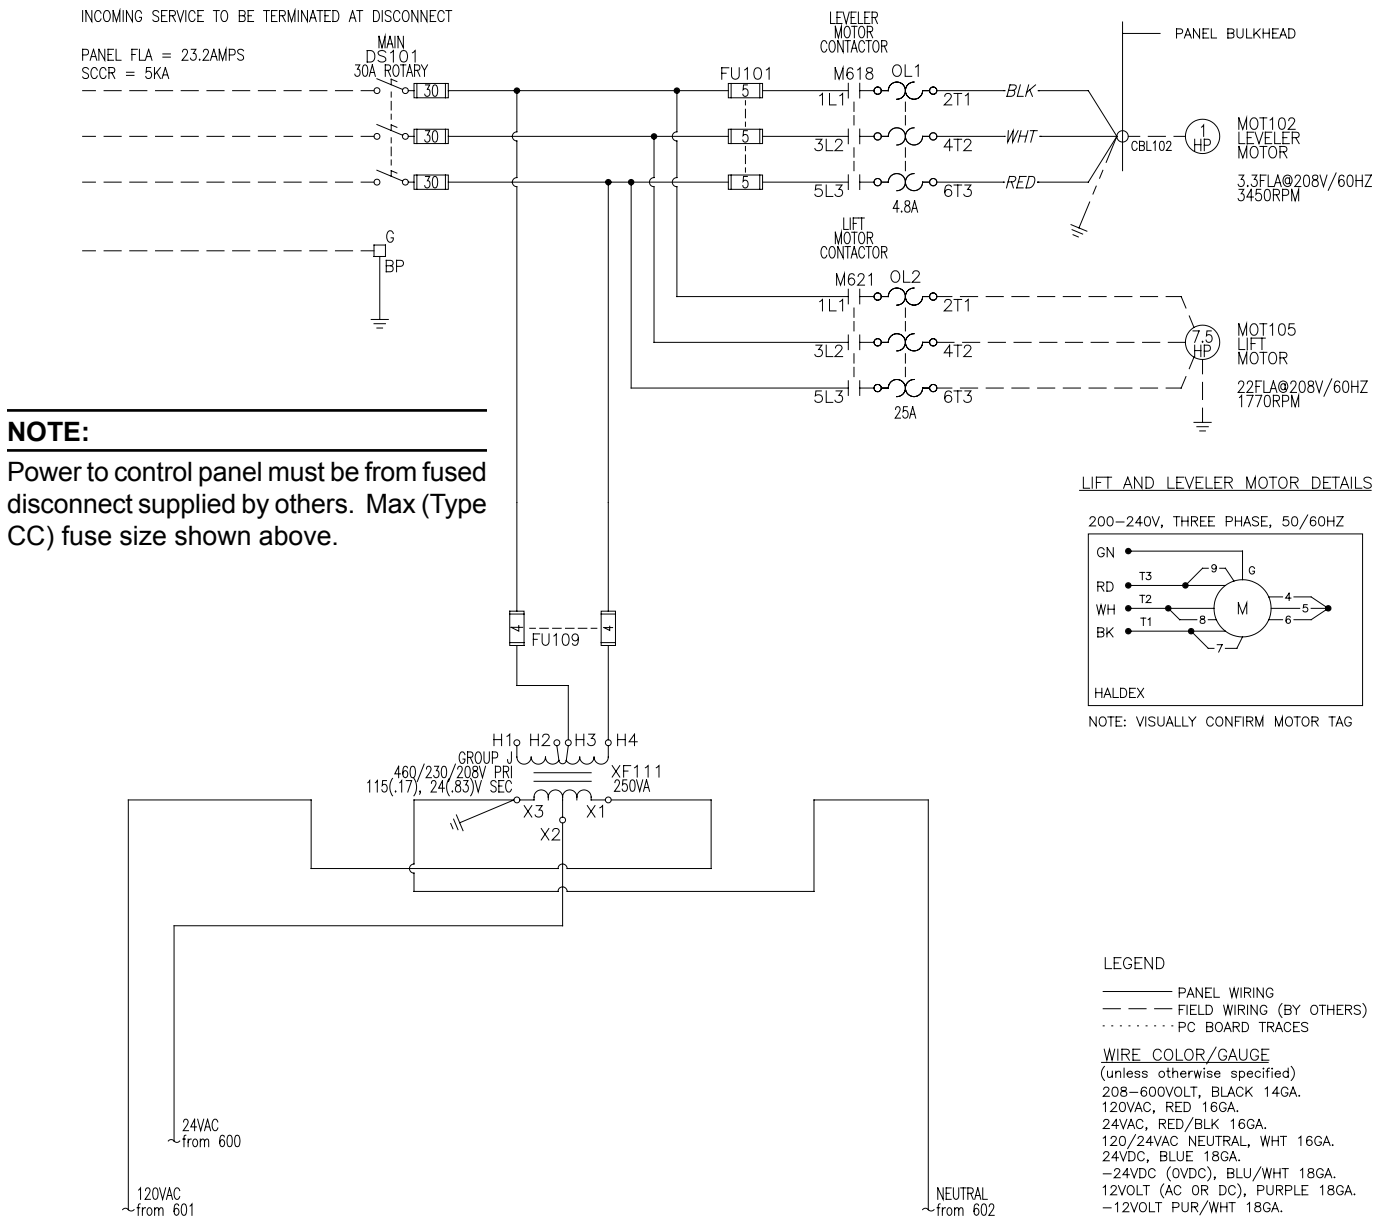 INCOMING SERVICE TO BE TERMINATED AT DISCONNECT
PANEL FLA = 23.2AMPS
SCCR = 5KA
MAIN
DS101
30A ROTARY
30
30
30
G
BP
FU101
5
5
5
LEVELER
MOTOR
CONTACTOR
M618
OL1
1L1
2T1
BLK
3L2
4T2
WHT
5L3
6T3
RED
4.8A
PANEL BULKHEAD
CBL102
1
HP
MOT102
LEVELER
MOTOR
3.3FLA@208V/60HZ
3450RPM
LIFT
MOTOR
CONTACTOR
M621
OL2
1L1
2T1
3L2
4T2
5L3
6T3
25A
7.5
HP
MOT105
LIFT
MOTOR
22FLA@208V/60HZ
1770RPM
NOTE:
Power to control panel must be from fused
disconnect supplied by others. Max (Type
CC) fuse size shown above.
LIFT AND LEVELER MOTOR DETAILS
200-240V, THREE PHASE, 50/60HZ
GN
RD
T3
9
G
WH
T2
8
M
4
5
6
BK
T1
7
HALDEX
NOTE: VISUALLY CONFIRM MOTOR TAG
4
4
FU109
H1
H2
H3
H4
GROUP J
460/230/208V PRI
115(.17), 24(.83)V SEC
XF111
250VA
X3
X1
X2
24VAC
from 600
120VAC
from 601
NEUTRAL
from 602
LEGEND
PANEL WIRING
FIELD WIRING (BY OTHERS)
PC BOARD TRACES
WIRE COLOR/GAUGE
(unless otherwise specified)
208-600VOLT, BLACK 14GA.
120VAC, RED 16GA.
24VAC, RED/BLK 16GA.
120/24VAC NEUTRAL, WHT 16GA.
24VDC, BLUE 18GA.
-24VDC (0VDC), BLU/WHT 18GA.
12VOLT (AC OR DC), PURPLE 18GA.
-12VOLT PUR/WHT 18GA.